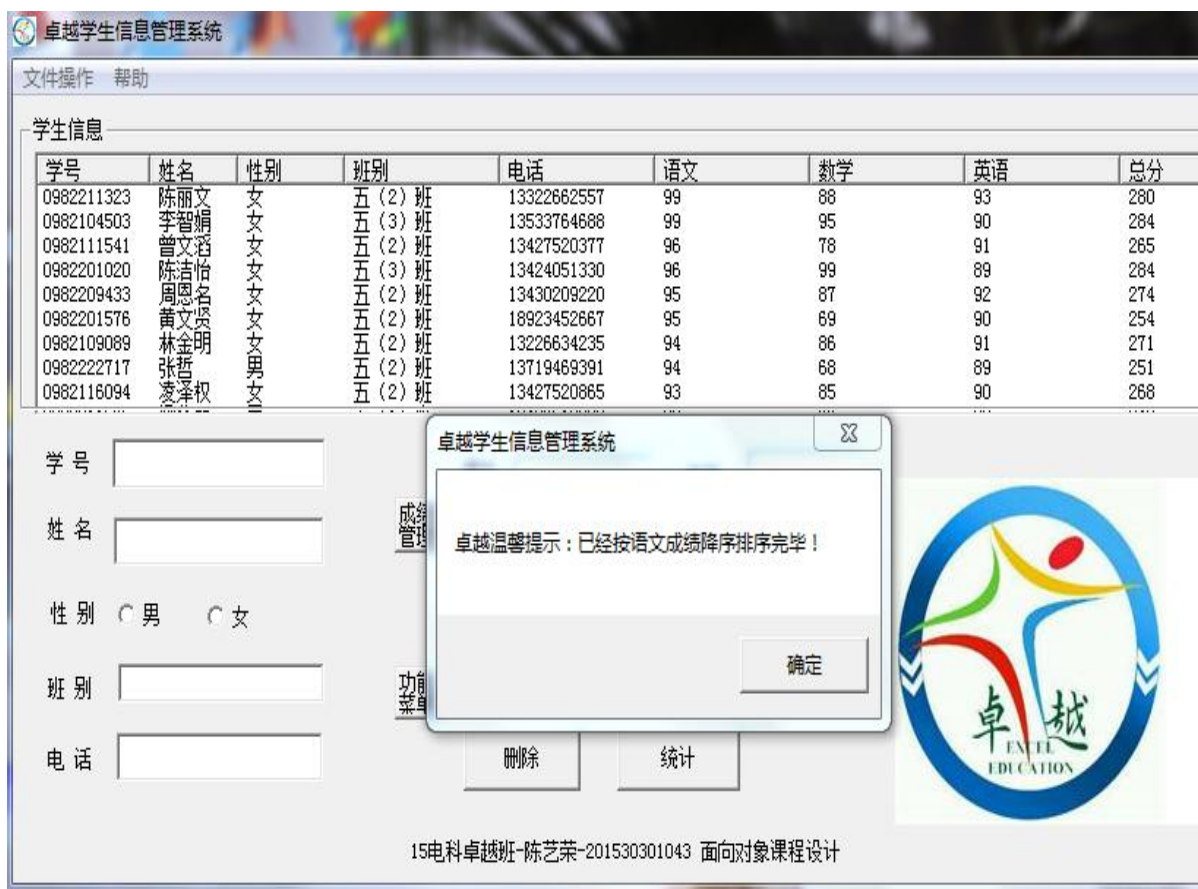 卓越学生信息管理系统
文件操作 帮助
学生信息
学号 姓名 性别 班别 电话 语文 数学 英语 总分
0982211323 陈丽文 女 五(2)班 13322662557 99 88 93 280
0982104503 李智娟 女 五(3)班 13533764688 99 95 90 284
0982111541 曾文滔 女 五(2)班 13427520377 96 78 91 265
0982201020 陈洁怡 女 五(3)班 13424051330 96 99 89 284
0982209433 周恩名 女 五(2)班 13430209220 95 87 92 274
0982201576 黄文贤 女 五(2)班 18923452667 95 69 90 254
0982109089 林金明 女 五(2)班 13226634235 94 86 91 271
0982222717 张哲 男 五(2)班 13719469391 94 68 89 251
0982116094 凌泽权 女 五(2)班 13427520865 93 85 90 268
卓越学生信息管理系统
卓越温馨提示:已经按语文成绩降序排序完毕!
确定
学 号
姓 名
性 别 男 女
班 别
电 话
成绩
管理
功能
菜单
删除 统计
卓越
EXCEL
EDUCATION
15电科卓越班-陈艺荣-201530301043 面向对象课程设计